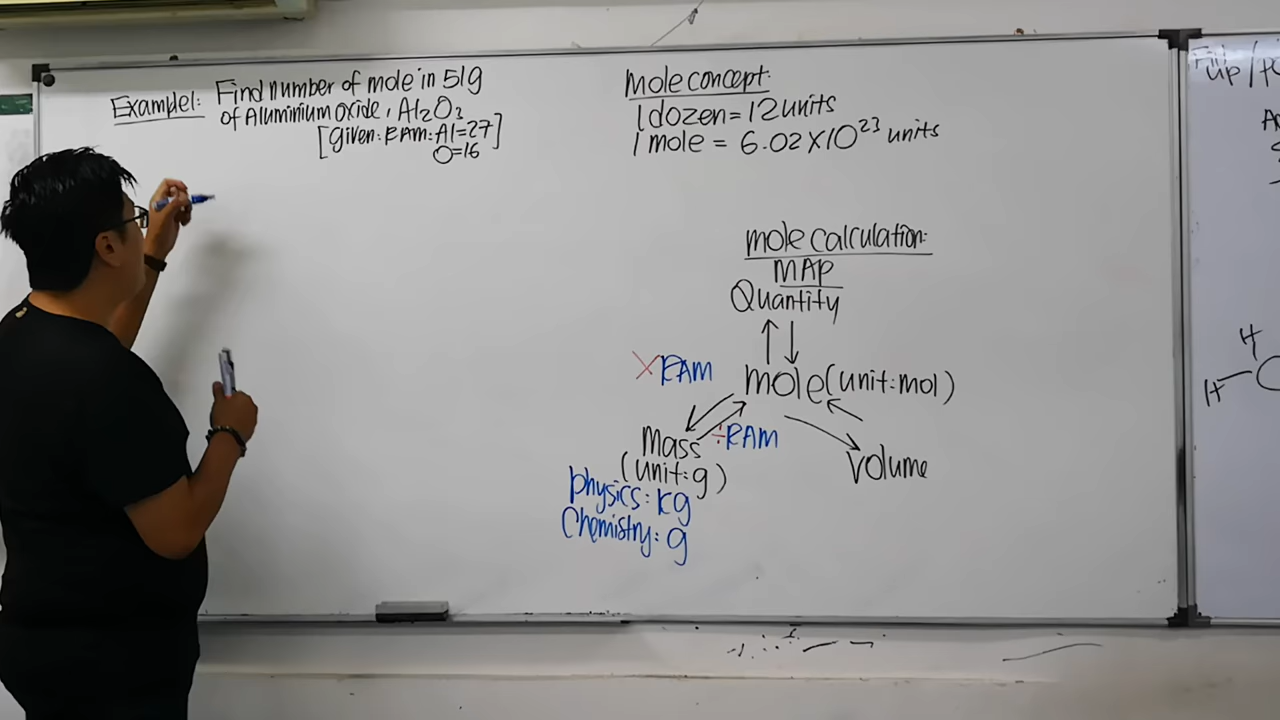 Example1: Find number of mole in 51g
of Aluminium oxide, Al₂O₃
[given: RAM: Al=27]
O=16
Mole concept:
1 dozen = 12 units
1 mole = 6.02×10²³ units
mole calculation:
MAP
Quantity
×RAM
mole (unit: mol)
÷RAM
Mass
(unit: g)
Volume
physics: kg
Chemistry: g
up/
H
H